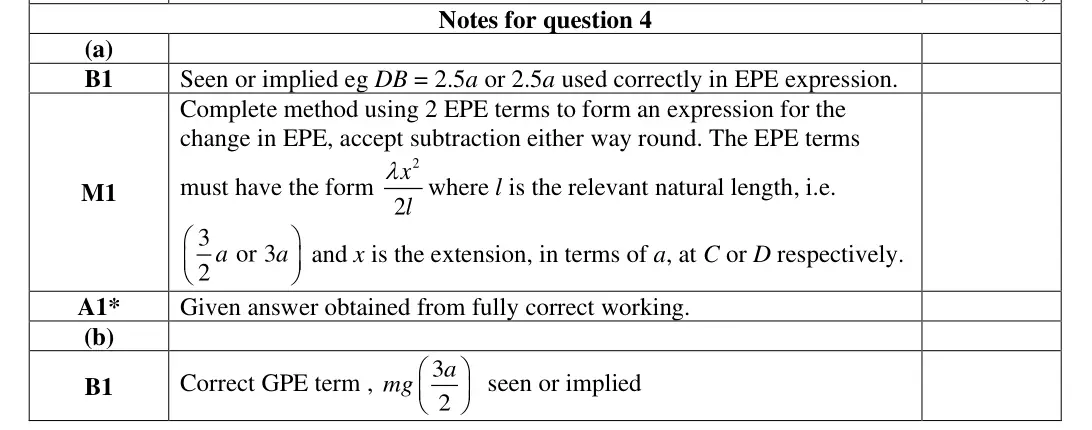 Notes for question 4
(a)
B1 Seen or implied eg DB = 2.5a or 2.5a used correctly in EPE expression.
Complete method using 2 EPE terms to form an expression for the
change in EPE, accept subtraction either way round. The EPE terms
M1 must have the form λx²/2l where l is the relevant natural length, i.e.
(3/2 a or 3a) and x is the extension, in terms of a, at C or D respectively.
A1* Given answer obtained from fully correct working.
(b)
B1 Correct GPE term , mg(3a/2) seen or implied